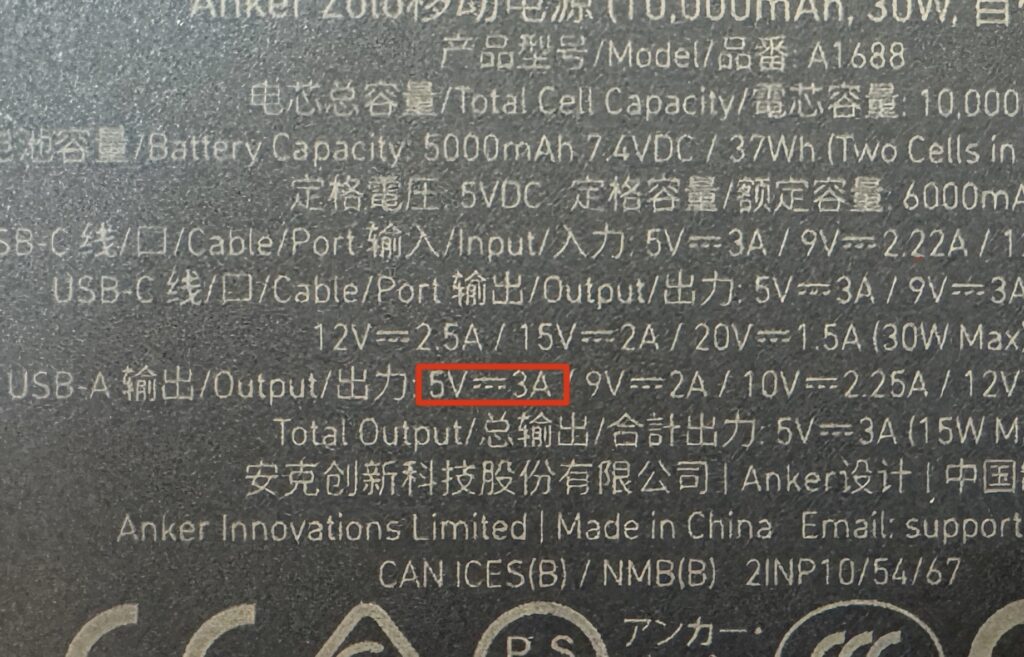 Anker Zolo移动电源 (10,000mAh, 30W,
产品型号/Model/品番 A1688
电芯总容量/Total Cell Capacity/電芯容量: 10,000
池容量/Battery Capacity: 5000mAh 7.4VDC / 37Wh (Two Cells in
定格電圧: 5VDC 定格容量/额定容量: 6000mA
SB-C 线/口/Cable/Port 输入/Input/入力: 5V⎓3A / 9V⎓2.22A / 1
USB-C 线/口/Cable/Port 输出/Output/出力: 5V⎓3A / 9V⎓3A
12V⎓2.5A / 15V⎓2A / 20V⎓1.5A (30W Max)
USB-A 输出/Output/出力: 5V⎓3A / 9V⎓2A / 10V⎓2.25A / 12V
Total Output/总输出/合計出力: 5V⎓3A (15W M
安克创新科技股份有限公司 | Anker设计 | 中国
Anker Innovations Limited | Made in China Email: support
CAN ICES(B) / NMB(B) 2INP10/54/67
CE PS アンカー・